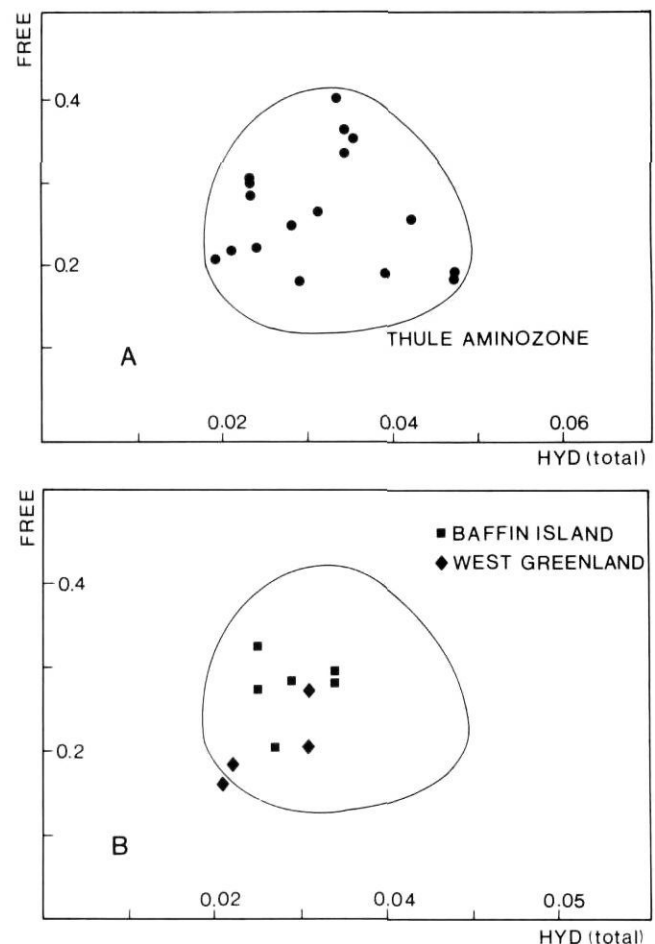 FREE
0.4
0.2
THULE AMINOZONE
A
0.02 0.04 0.06
HYD (total)
FREE
■ BAFFIN ISLAND
◆ WEST GREENLAND
0.4
0.2
B
0.02 0.04 0.05
HYD (total)